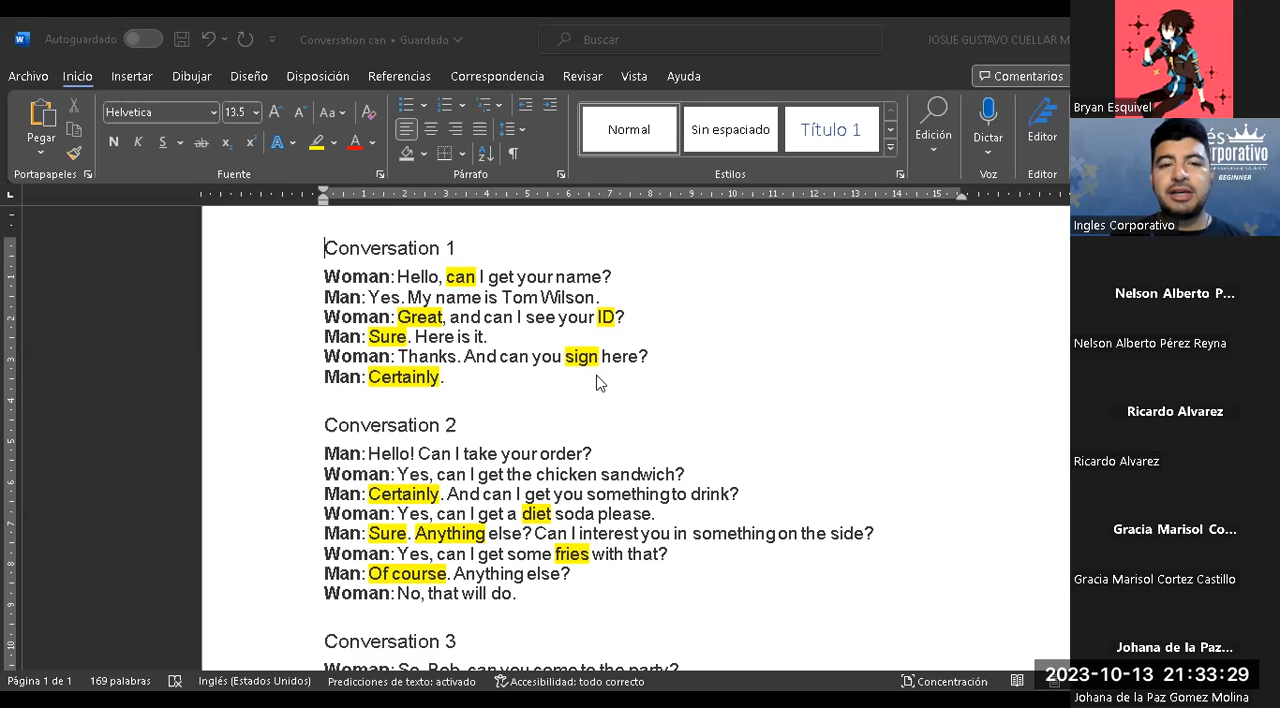 Autoguardado
Conversation can • Guardado
Buscar
JOSUE GUSTAVO CUELLAR M
Archivo Inicio Insertar Dibujar Diseño Disposición Referencias Correspondencia Revisar Vista Ayuda
Comentarios
Pegar
Helvetica 13.5
Normal Sin espaciado Título 1
Edición Dictar Editor
Portapapeles Fuente Párrafo Estilos Voz Editor
Conversation 1
Woman: Hello, can I get your name?
Man: Yes. My name is Tom Wilson.
Woman: Great, and can I see your ID?
Man: Sure. Here is it.
Woman: Thanks. And can you sign here?
Man: Certainly.
Conversation 2
Man: Hello! Can I take your order?
Woman: Yes, can I get the chicken sandwich?
Man: Certainly. And can I get you something to drink?
Woman: Yes, can I get a diet soda please.
Man: Sure. Anything else? Can I interest you in something on the side?
Woman: Yes, can I get some fries with that?
Man: Of course. Anything else?
Woman: No, that will do.
Conversation 3
Woman: So, Bob, can you come to the party?
Página 1 de 1 169 palabras Inglés (Estados Unidos) Predicciones de texto: activado Accesibilidad: todo correcto Concentración
Bryan Esquivel
BEGINNER
Ingles Corporativo
Nelson Alberto P...
Nelson Alberto Pérez Reyna
Ricardo Alvarez
Ricardo Alvarez
Gracia Marisol Co...
Gracia Marisol Cortez Castillo
Johana de la Paz...
2023-10-13 21:33:29
Johana de la Paz Gomez Molina